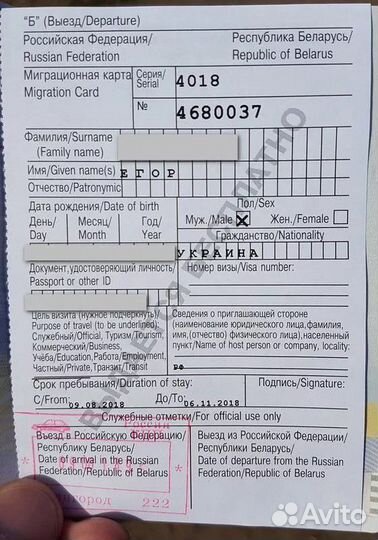 "Б" (Выезд/Departure)
Российская Федерация/
Russian Federation
Республика Беларусь/
Republic of Belarus
Миграционная карта
Migration Card
Серия/
Serial
4018
№
4680037
Фамилия/Surname
(Family name)
Имя/Given name(s)
ЕГОР
Отчество/Patronymic
Дата рождения/Date of birth
Пол/Sex
День/
Day
Месяц/
Month
Год/
Year
Муж./Male X Жен./Female
Гражданство/Nationality
УКРАИНА
Документ, удостоверяющий личность/
Passport or other ID
номер визы/Visa number:
Цель визита (нужное подчеркнуть)/
Purpose of travel (to be underlined):
Служебный/Official, Туризм/Tourism,
Коммерческий/Business,
Учёба/Education, Работа/Employment,
Частный/Private, Транзит/Transit
Сведения о приглашающей стороне
(наименование юридического лица, фамилия,
имя, (отчество) физического лица), населенный
пункт/Name of host person or company, locality:
РФ
Срок пребывания/Duration of stay:
Подпись/Signature:
С/From: 09.08.2018 До/To: 06.11.2018
Служебные отметки/For official use only
Въезд в Российскую Федерацию/
Республику Беларусь/
Date of arrival in the Russian
Federation/Republic of Belarus
Выезд из Российской Федерации/
Республики Беларусь/
Date of departure from the Russian
Federation/Republic of Belarus
222
ВЫДАЕТСЯ БЕСПЛАТНО
Avito